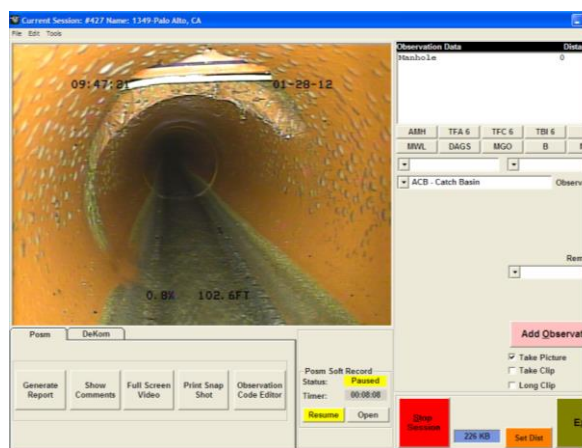 Current Session: #427 Name: 1349-Palo Alto, CA
File Edit Tools
09:47:21 01-28-12
0.8% 102.6FT
Observation Data Dista
Manhole 0
AMH TFA 6 TFC 6 TBI 6
MWL DAGS MGO B
ACB - Catch Basin Observa
Rem
Add Observat
Take Picture
Take Clip
Long Clip
Posm DeKorn
Generate Report
Show Comments
Full Screen Video
Print Snap Shot
Observation Code Editor
Posm Soft Record
Status: Paused
Timer: 00:08:08
Resume Open
Stop Session
226 KB
Set Dist